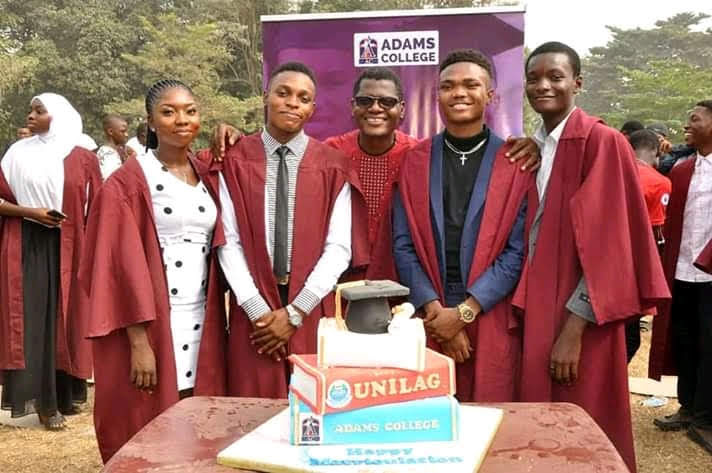 ADAMS
COLLEGE
UNILAG
ADAMS COLLEGE
Happy
Matriculation